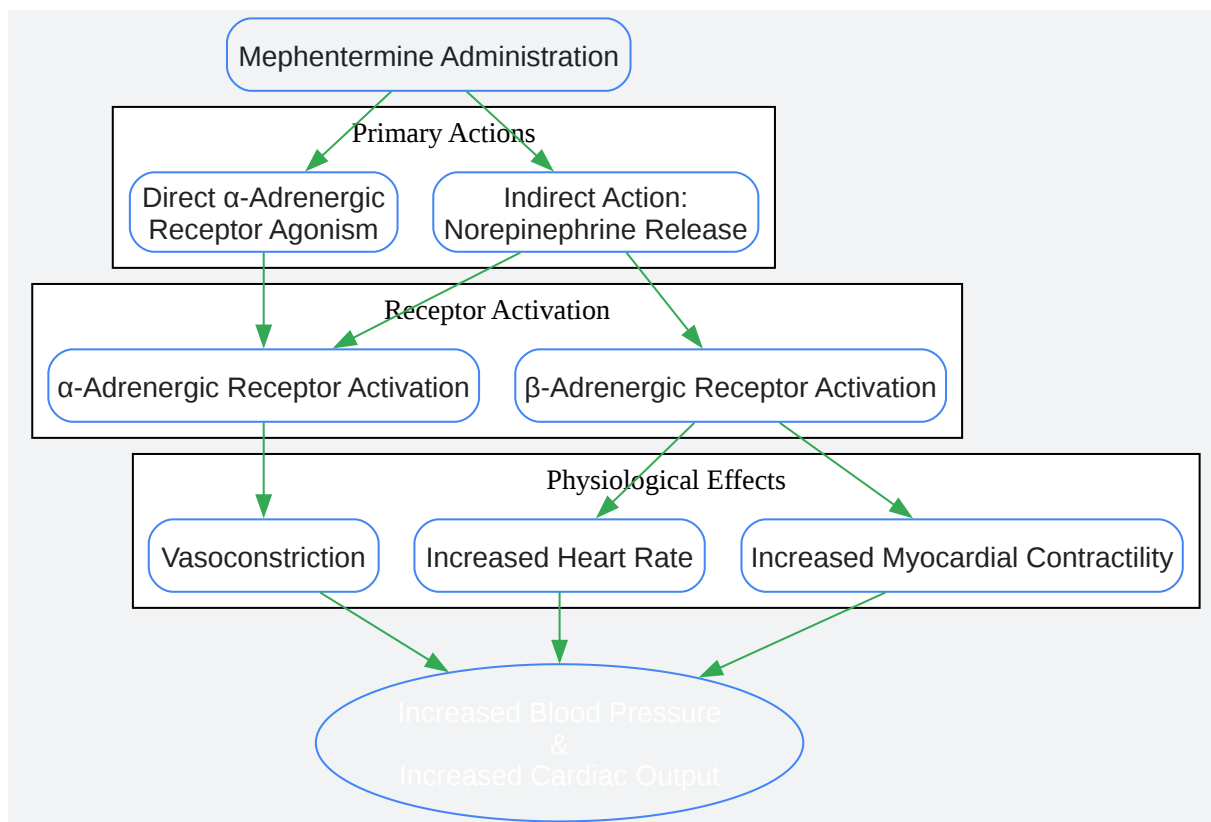 Mephentermine Administration
Primary Actions
Direct α-Adrenergic
Receptor Agonism
Indirect Action:
Norepinephrine Release
Receptor Activation
α-Adrenergic Receptor Activation
β-Adrenergic Receptor Activation
Physiological Effects
Vasoconstriction
Increased Heart Rate
Increased Myocardial Contractility
Increased Blood Pressure
&
Increased Cardiac Output